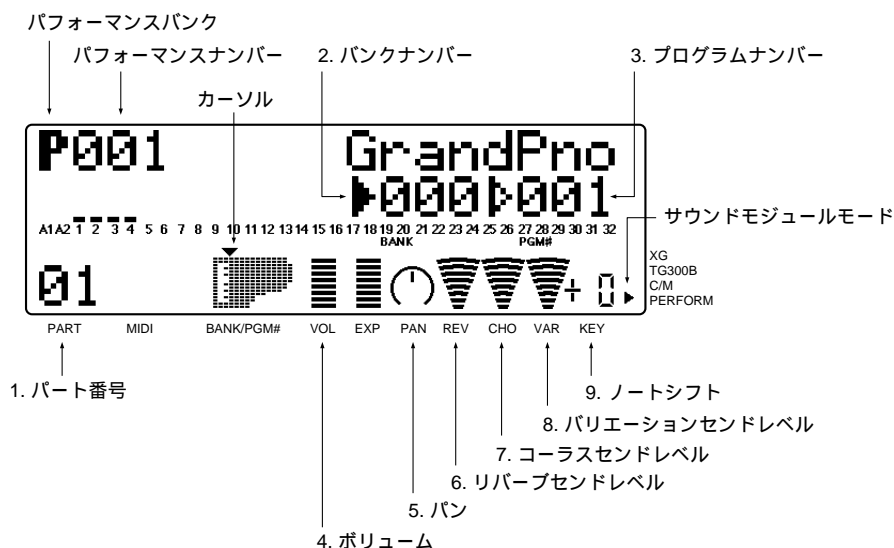 パフォーマンスバンク
パフォーマンスナンバー
2. バンクナンバー
3. プログラムナンバー
カーソル
P001 GrandPno
000 001
A1 A2 1 2 3 4 5 6 7 8 9 10 11 12 13 14 15 16 17 18 19 20 21 22 23 24 25 26 27 28 29 30 31 32
BANK PGM#
サウンドモジュールモード
XG
TG300B
C/M
PERFORM
01 + 0
PART MIDI BANK/PGM# VOL EXP PAN REV CHO VAR KEY
1. パート番号
9. ノートシフト
8. バリエーションセンドレベル
7. コーラスセンドレベル
6. リバーブセンドレベル
5. パン
4. ボリューム